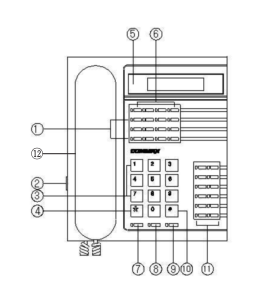 ⑤ ⑥
①
⑫
COMMAX
1 2 3
② 4 5 6
③ 7 8 9
④ * 0 #
⑦ ⑧ ⑨ ⑩ ⑪